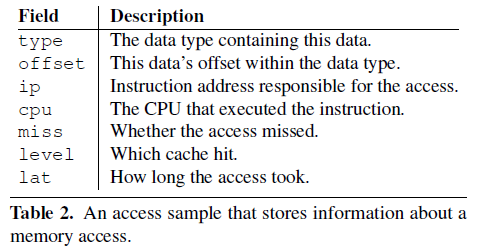 Field Description
type The data type containing this data.
offset This data's offset within the data type.
ip Instruction address responsible for the access.
cpu The CPU that executed the instruction.
miss Whether the access missed.
level Which cache hit.
lat How long the access took.
Table 2. An access sample that stores information about a
memory access.